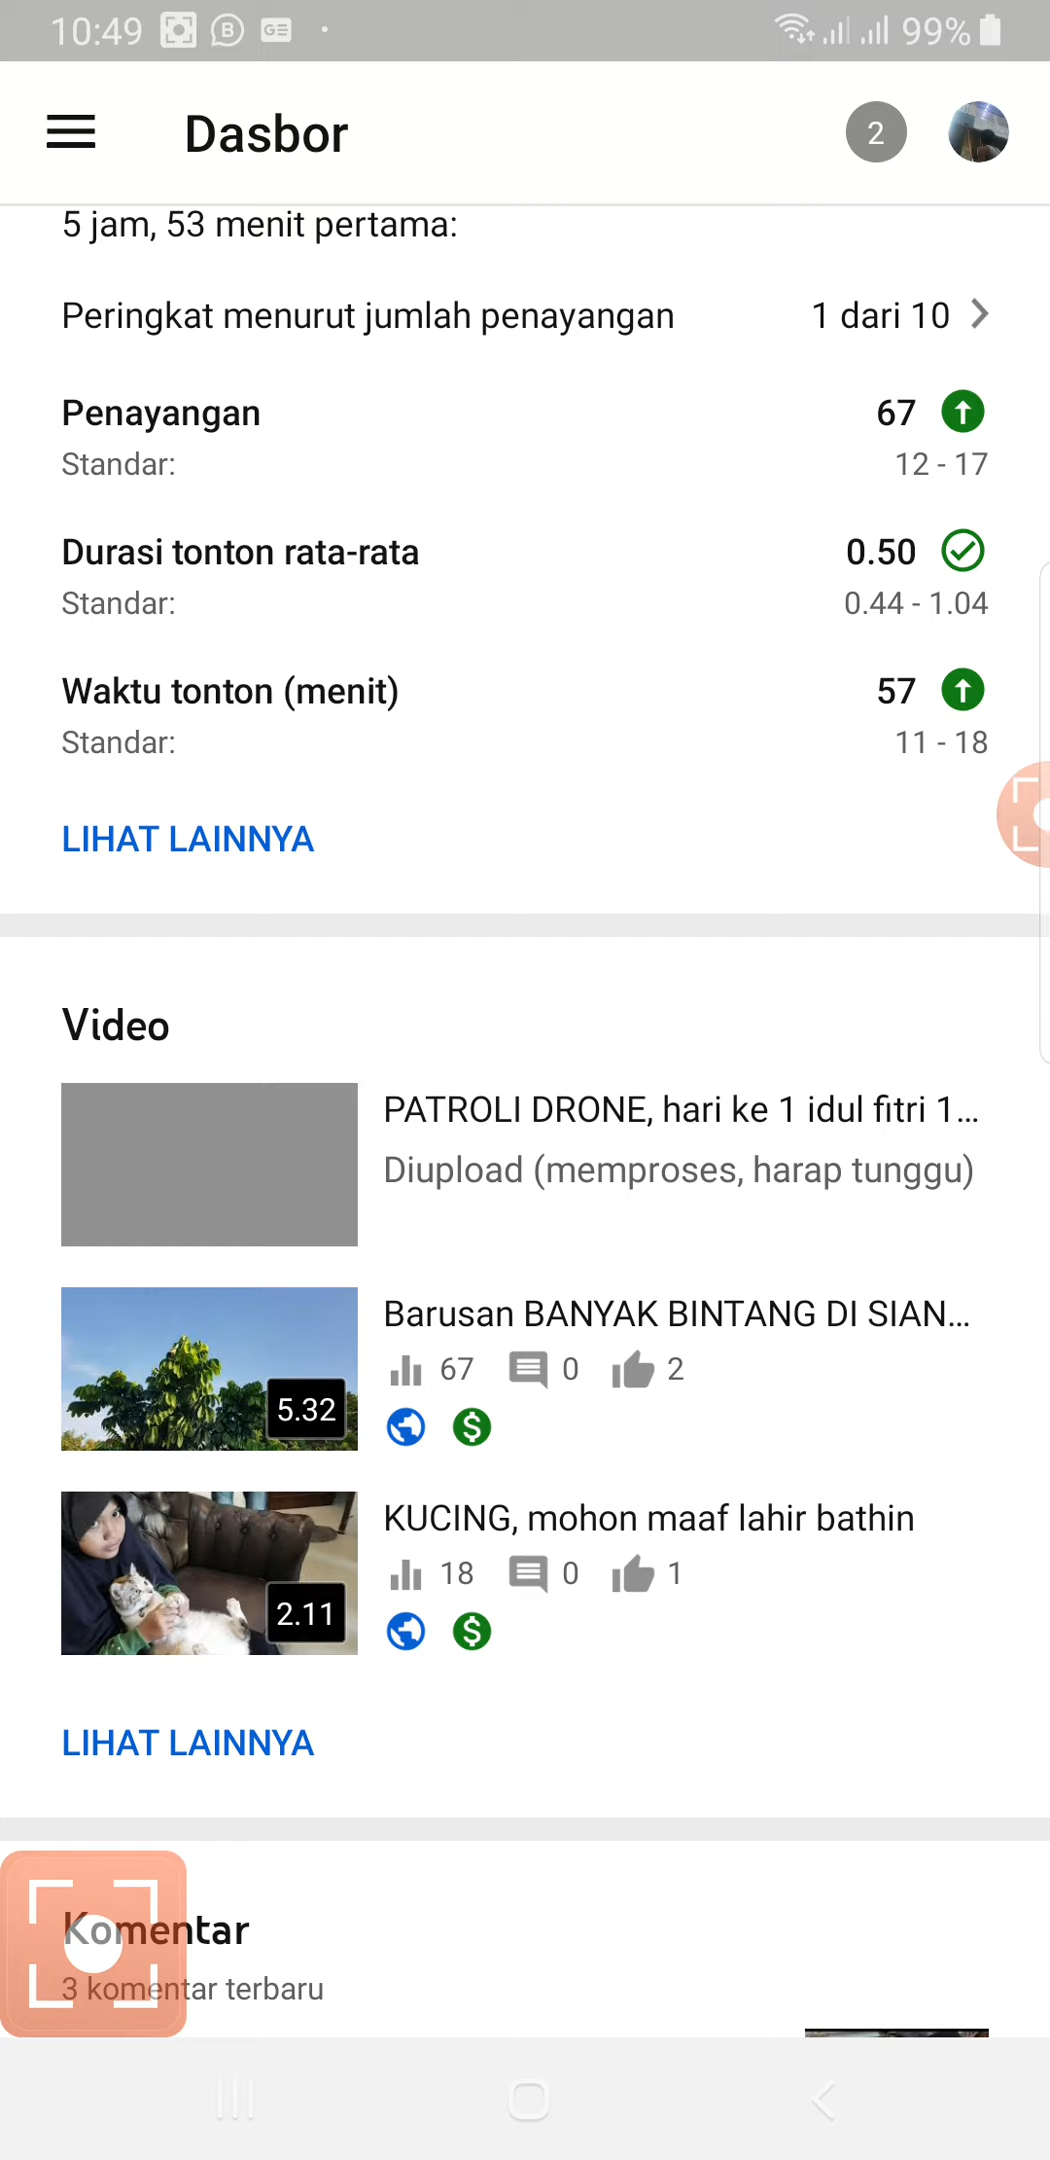 10:49 99%
Dasbor 2
5 jam, 53 menit pertama:
Peringkat menurut jumlah penayangan 1 dari 10
Penayangan 67
Standar: 12 - 17
Durasi tonton rata-rata 0.50
Standar: 0.44 - 1.04
Waktu tonton (menit) 57
Standar: 11 - 18
LIHAT LAINNYA
Video
PATROLI DRONE, hari ke 1 idul fitri 1...
Diupload (memproses, harap tunggu)
Barusan BANYAK BINTANG DI SIAN...
67 0 2
5.32
KUCING, mohon maaf lahir bathin
18 0 1
2.11
LIHAT LAINNYA
Komentar
3 komentar terbaru